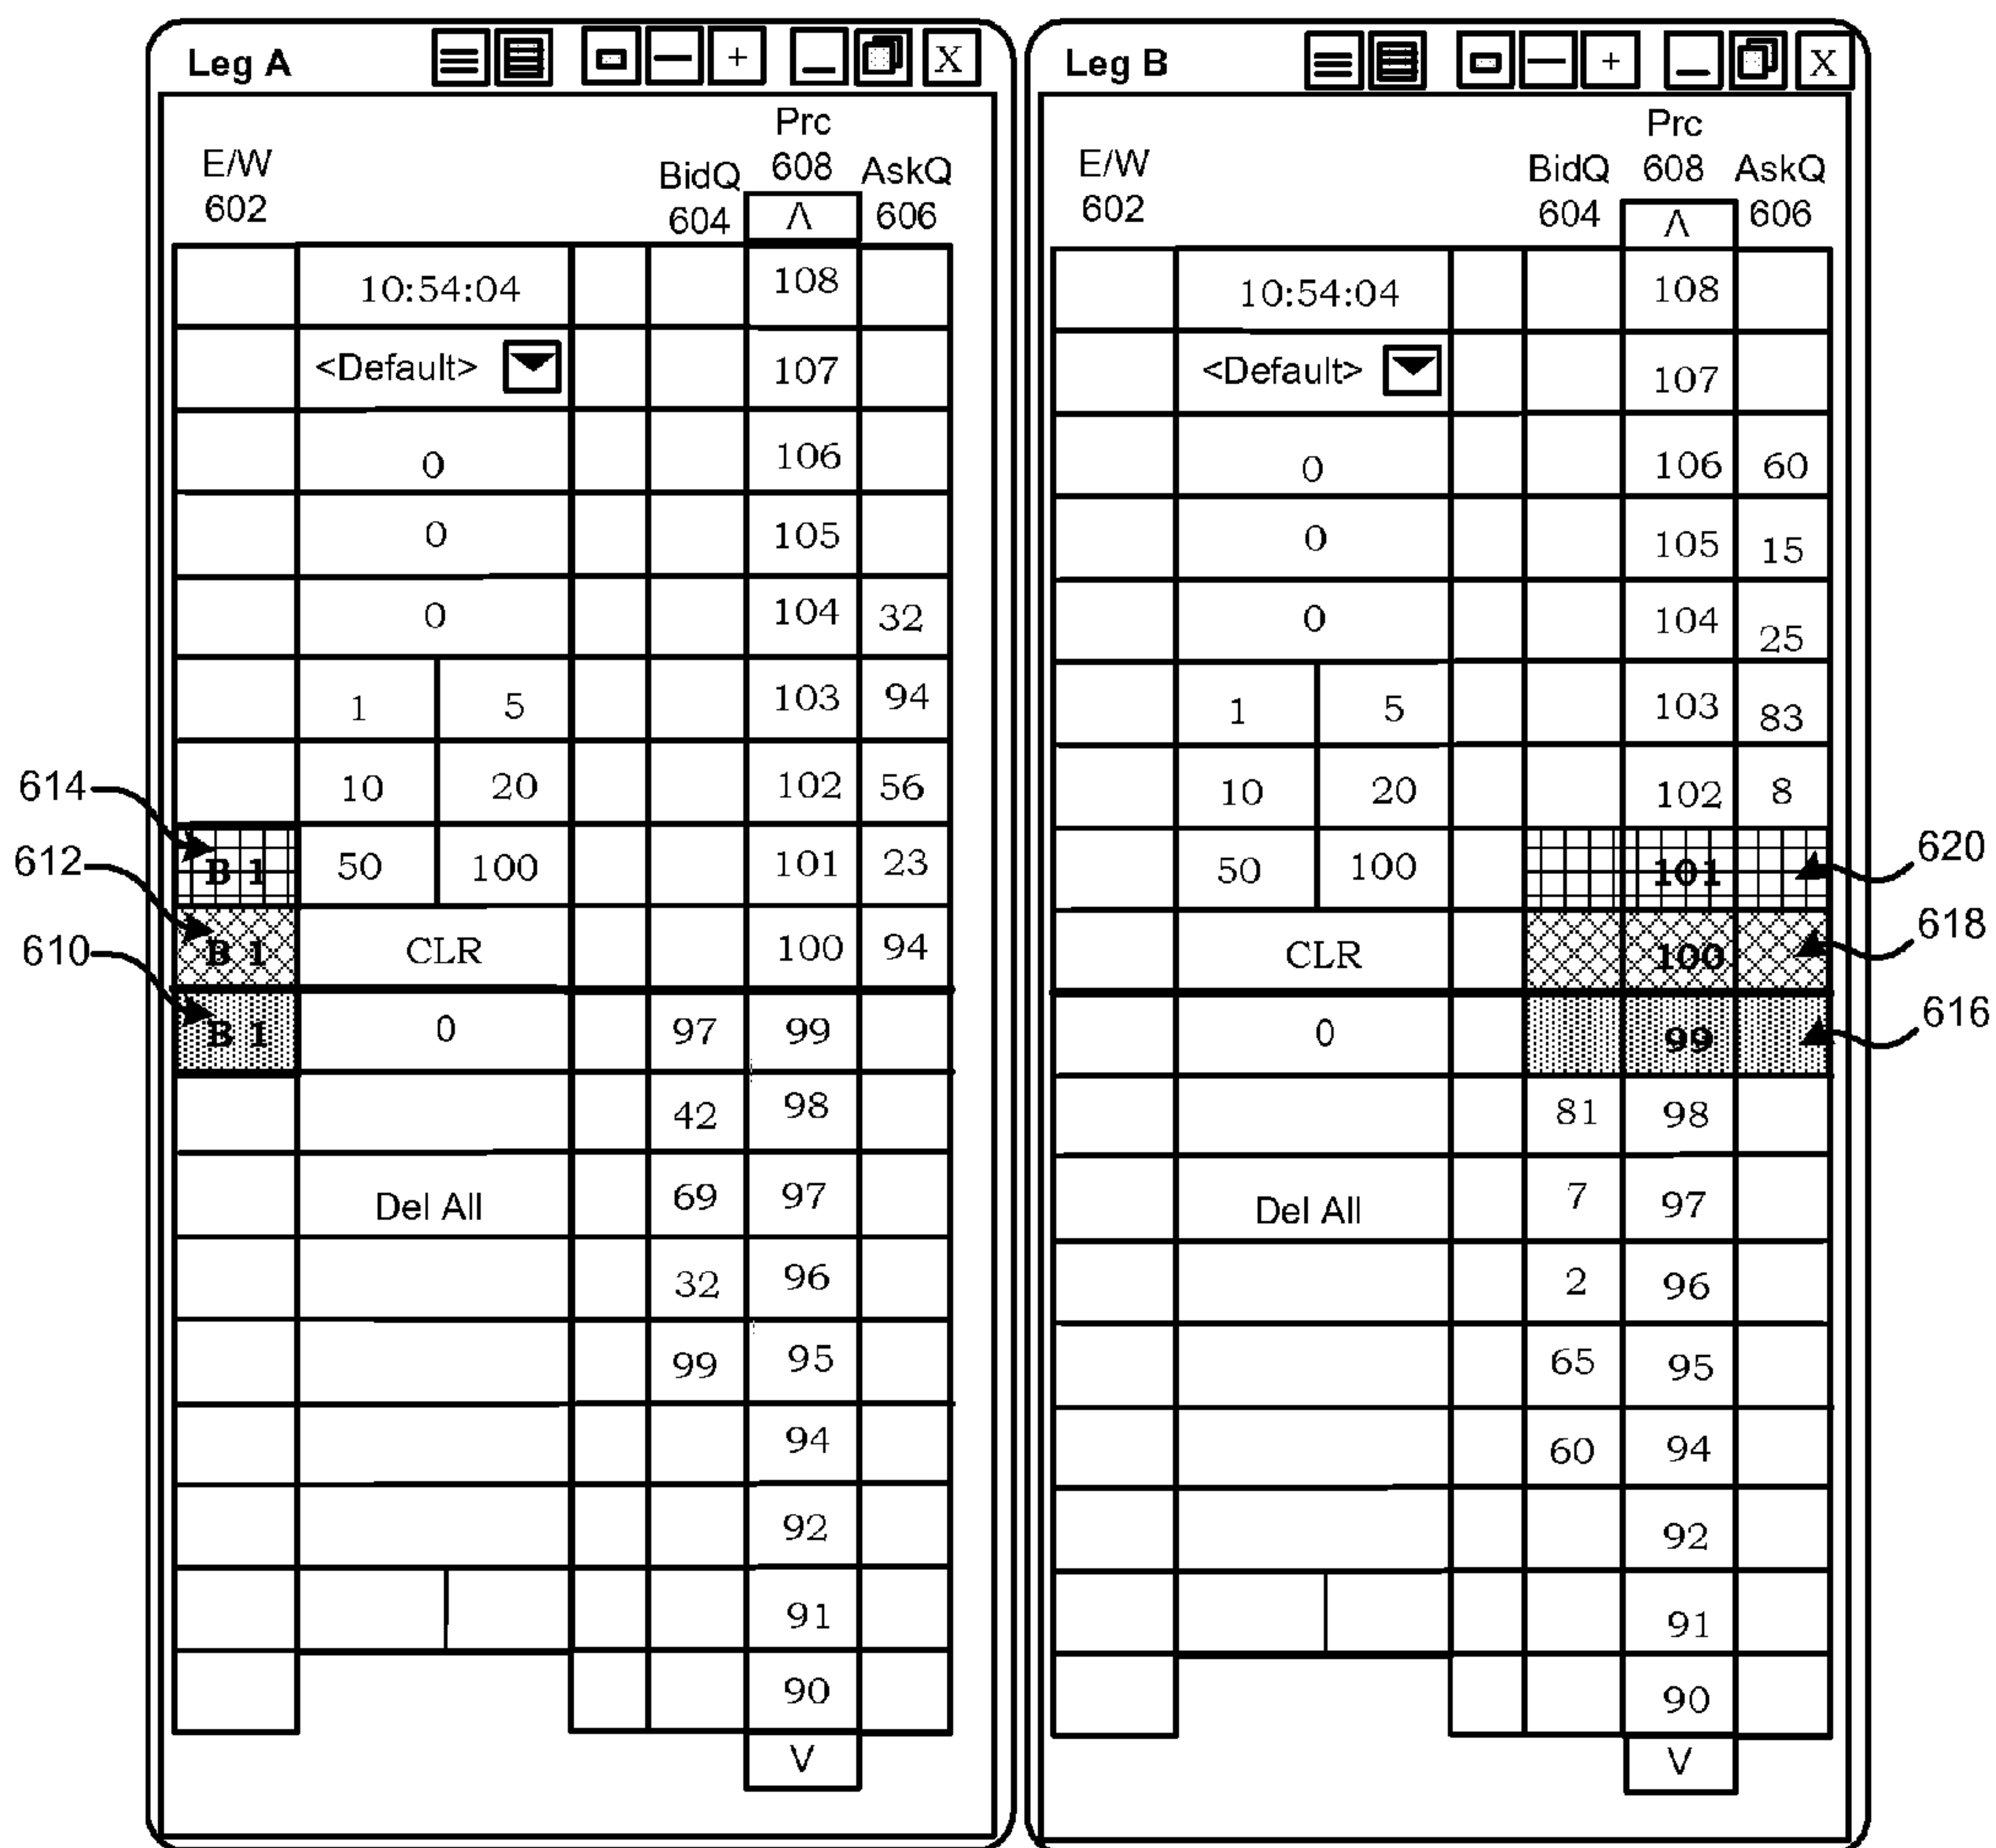 Leg A
X
E/W
602
BidQ
604
Prc
608
AskQ
606
Λ
10:54:04 108
<Default> 107
0 106
0 105
0 104 32
1 5 103 94
10 20 102 56
B 1 50 100 101 23
B 1 CLR 100 94
B 1 0 97 99
42 98
Del All 69 97
32 96
99 95
94
92
91
90
V
614
612
610
Leg B
X
E/W
602
BidQ
604
Prc
608
AskQ
606
Λ
10:54:04 108
<Default> 107
0 106 60
0 105 15
0 104 25
1 5 103 83
10 20 102 8
50 100 101
CLR 100
0 99
81 98
Del All 7 97
2 96
65 95
60 94
92
91
90
V
620
618
616